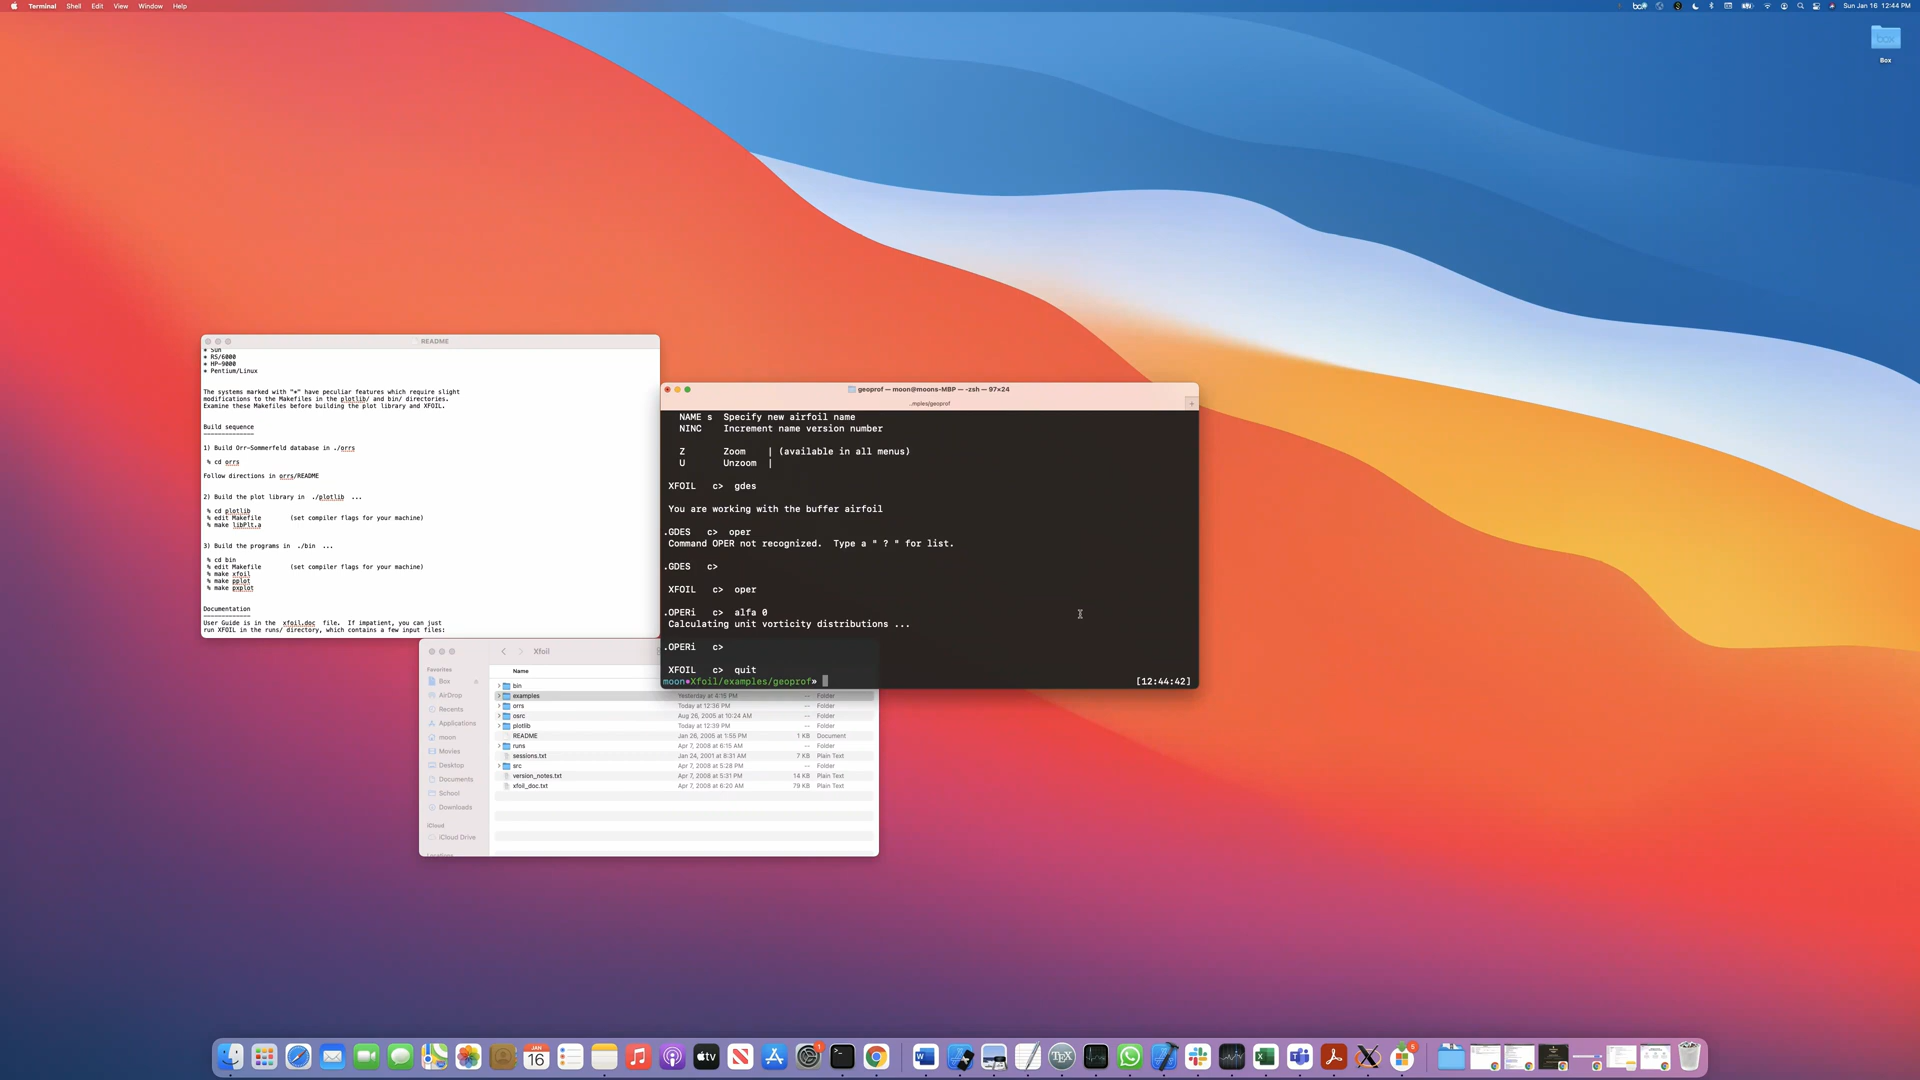 Terminal Shell Edit View Window Help
Sun Jan 16 12:44 PM
Box
README
* Sun
* RS/6000
* HP-9000
* Pentium/Linux
The systems marked with "*" have peculiar features which require slight
modifications to the Makefiles in the plotlib/ and bin/ directories.
Examine these Makefiles before building the plot library and XFOIL.
Build sequence
--------------
1) Build Orr-Sommerfeld database in ./orrs
% cd orrs
Follow directions in orrs/README
2) Build the plot library in ./plotlib ...
% cd plotlib
% edit Makefile (set compiler flags for your machine)
% make libPlt.a
3) Build the programs in ./bin ...
% cd bin
% edit Makefile (set compiler flags for your machine)
% make xfoil
% make pplot
% make pxplot
Documentation
-------------
User Guide is in the xfoil.doc file. If impatient, you can just
run XFOIL in the runs/ directory, which contains a few input files:
geoprof — moon@moons-MBP — -zsh — 97×24
...mples/geoprof
NAME s Specify new airfoil name
NINC Increment name version number
Z Zoom | (available in all menus)
U Unzoom |
XFOIL c> gdes
You are working with the buffer airfoil
.GDES c> oper
Command OPER not recognized. Type a " ? " for list.
.GDES c>
XFOIL c> oper
.OPERi c> alfa 0
Calculating unit vorticity distributions ...
.OPERi c>
XFOIL c> quit
moon•Xfoil/examples/geoprof» [12:44:42]
Xfoil
Favorites
Box
AirDrop
Recents
Applications
moon
Movies
Desktop
Documents
School
Downloads
iCloud
iCloud Drive
Name
bin
examples Yesterday at 4:15 PM -- Folder
orrs Today at 12:36 PM -- Folder
osrc Aug 26, 2005 at 10:24 AM -- Folder
plotlib Today at 12:39 PM -- Folder
README Jan 26, 2005 at 1:55 PM 1 KB Document
runs Apr 7, 2008 at 6:15 AM -- Folder
sessions.txt Jan 24, 2001 at 8:31 AM 7 KB Plain Text
src Apr 7, 2008 at 5:28 PM -- Folder
version_notes.txt Apr 7, 2008 at 5:31 PM 14 KB Plain Text
xfoil_doc.txt Apr 7, 2008 at 6:20 AM 79 KB Plain Text
JAN
16
tv
1
TEX
5